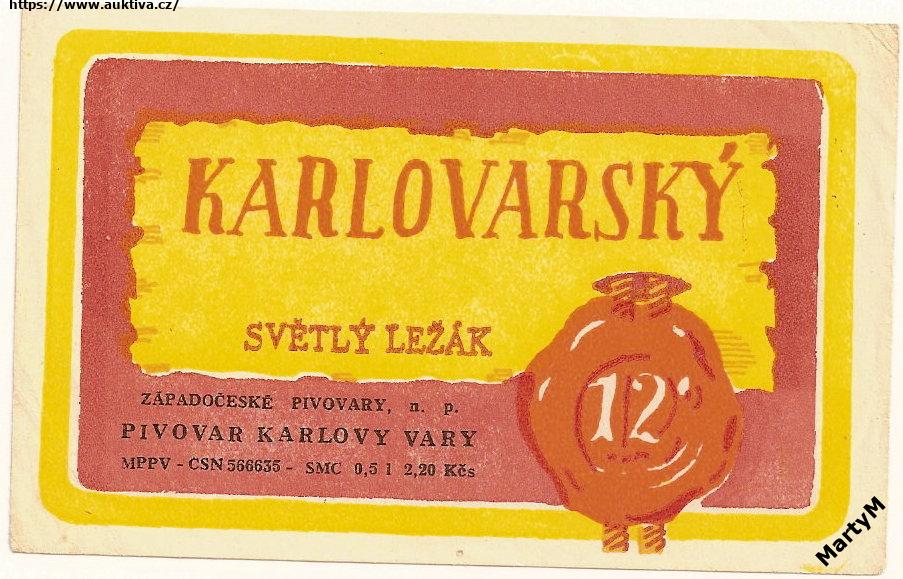 https://www.auktiva.cz/
KARLOVARSKÝ
SVĚTLÝ LEŽÁK
12°
ZÁPADOČESKÉ PIVOVARY, n. p.
PIVOVAR KARLOVY VARY
MPPV - ČSN 566635 - SMC 0,5 l 2,20 Kčs
MartyM